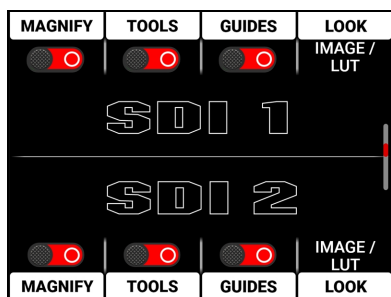 MAGNIFY TOOLS GUIDES LOOK
IMAGE /
LUT
SDI 1
SDI 2
IMAGE /
LUT
MAGNIFY TOOLS GUIDES LOOK